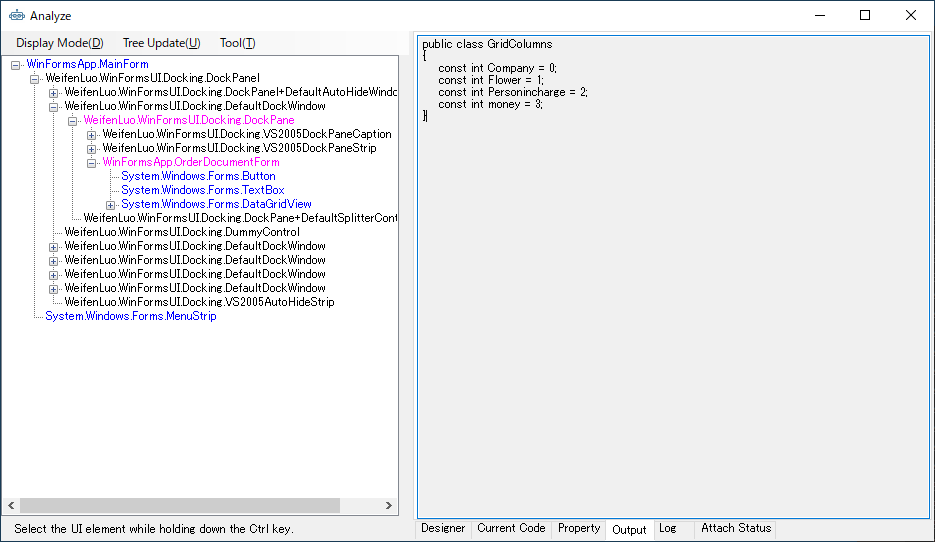 Analyze
Display Mode(D) Tree Update(U) Tool(T)
WinFormsApp.MainForm
WeifenLuo.WinFormsUI.Docking.DockPanel
WeifenLuo.WinFormsUI.Docking.DockPanel+DefaultAutoHideWindo
WeifenLuo.WinFormsUI.Docking.DefaultDockWindow
WeifenLuo.WinFormsUI.Docking.DockPane
WeifenLuo.WinFormsUI.Docking.VS2005DockPaneCaption
WeifenLuo.WinFormsUI.Docking.VS2005DockPaneStrip
WinFormsApp.OrderDocumentForm
System.Windows.Forms.Button
System.Windows.Forms.TextBox
System.Windows.Forms.DataGridView
WeifenLuo.WinFormsUI.Docking.DockPane+DefaultSplitterCont
WeifenLuo.WinFormsUI.Docking.DummyControl
WeifenLuo.WinFormsUI.Docking.DefaultDockWindow
WeifenLuo.WinFormsUI.Docking.DefaultDockWindow
WeifenLuo.WinFormsUI.Docking.DefaultDockWindow
WeifenLuo.WinFormsUI.Docking.DefaultDockWindow
WeifenLuo.WinFormsUI.Docking.VS2005AutoHideStrip
System.Windows.Forms.MenuStrip
Select the UI element while holding down the Ctrl key.
public class GridColumns
{
const int Company = 0;
const int Flower = 1;
const int Personincharge = 2;
const int money = 3;
}
Designer Current Code Property Output Log Attach Status